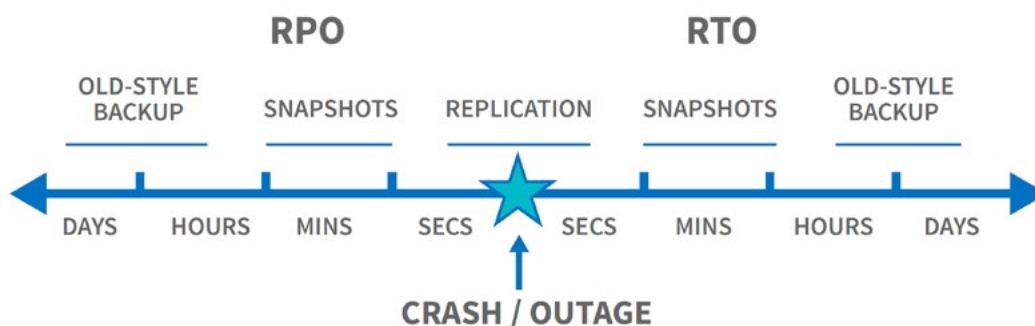 RPO
RTO
OLD-STYLE
BACKUP
SNAPSHOTS
REPLICATION
SNAPSHOTS
OLD-STYLE
BACKUP
DAYS
HOURS
MINS
SECS
SECS
MINS
HOURS
DAYS
CRASH / OUTAGE